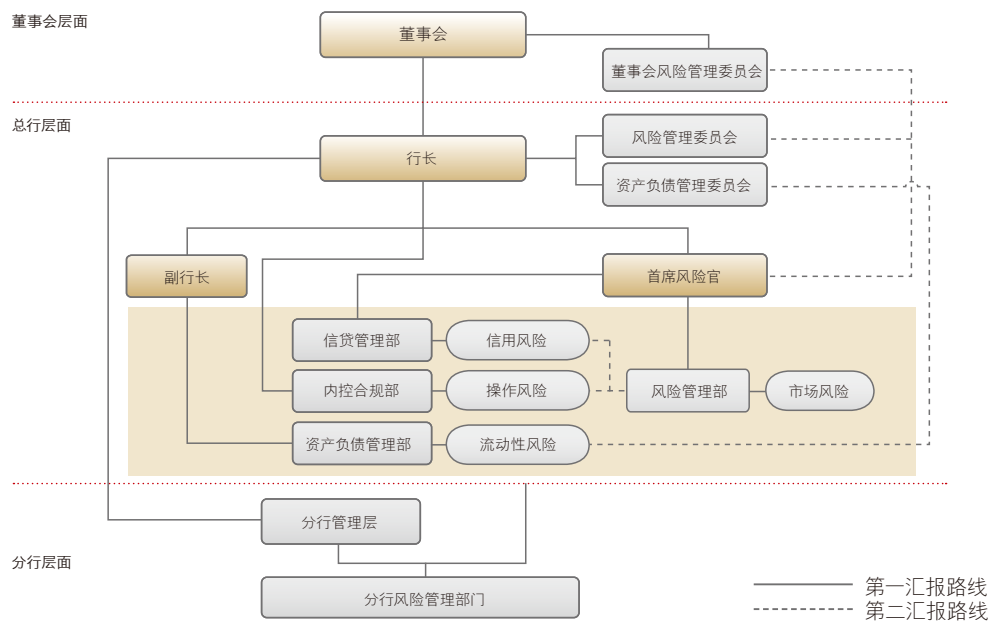 董事会层面
董事会
董事会风险管理委员会
总行层面
行长
风险管理委员会
资产负债管理委员会
副行长
首席风险官
信贷管理部
信用风险
内控合规部
操作风险
风险管理部
市场风险
资产负债管理部
流动性风险
分行管理层
分行层面
分行风险管理部门
第一汇报路线
第二汇报路线